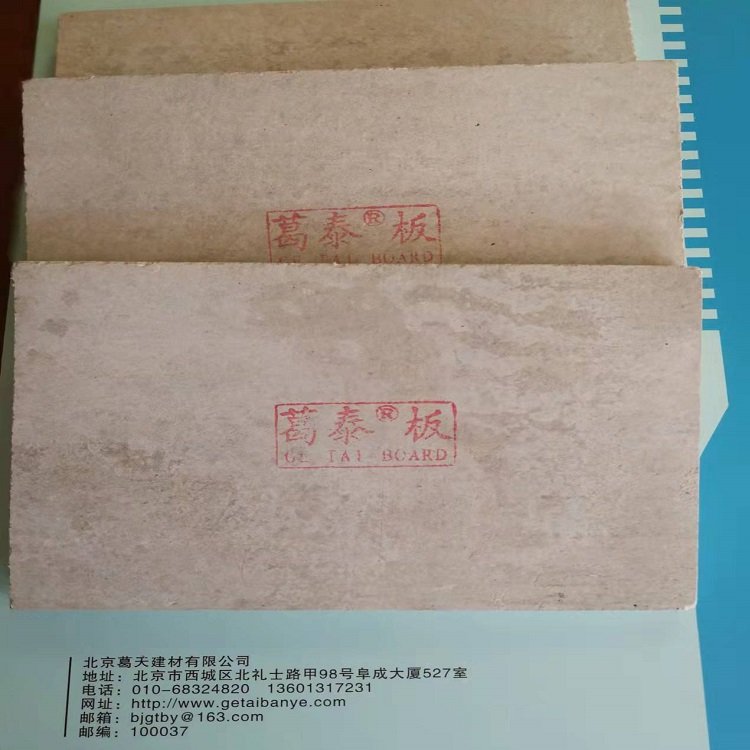 葛泰®板
GE TAI BOARD
葛泰®板
GE TAI BOARD
北京葛天建材有限公司
地址：北京市西城区北礼士路甲98号阜成大厦527室
电话：010-68324820 13601317231
网址：http://www.getaibanye.com
邮箱：bjgtby@163.com
邮编：100037